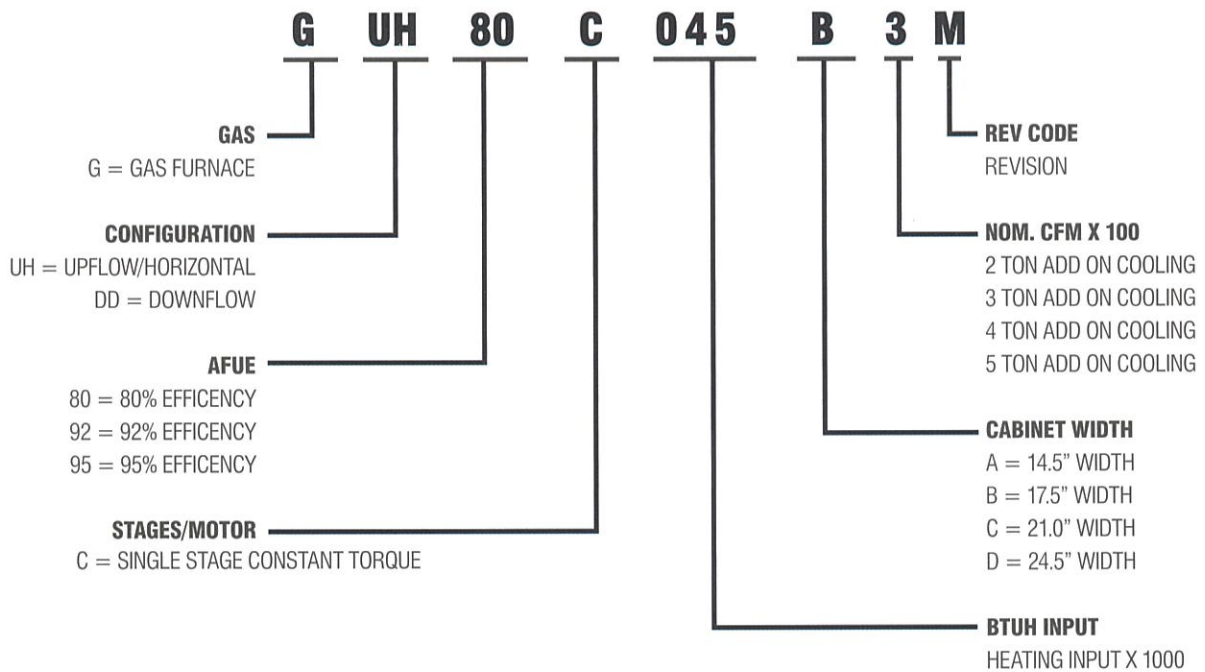 G UH 80 C 045 B 3 M
GAS
G = GAS FURNACE
CONFIGURATION
UH = UPFLOW/HORIZONTAL
DD = DOWNFLOW
AFUE
80 = 80% EFFICENCY
92 = 92% EFFICENCY
95 = 95% EFFICENCY
STAGES/MOTOR
C = SINGLE STAGE CONSTANT TORQUE
REV CODE
REVISION
NOM. CFM X 100
2 TON ADD ON COOLING
3 TON ADD ON COOLING
4 TON ADD ON COOLING
5 TON ADD ON COOLING
CABINET WIDTH
A = 14.5” WIDTH
B = 17.5” WIDTH
C = 21.0” WIDTH
D = 24.5” WIDTH
BTUH INPUT
HEATING INPUT X 1000